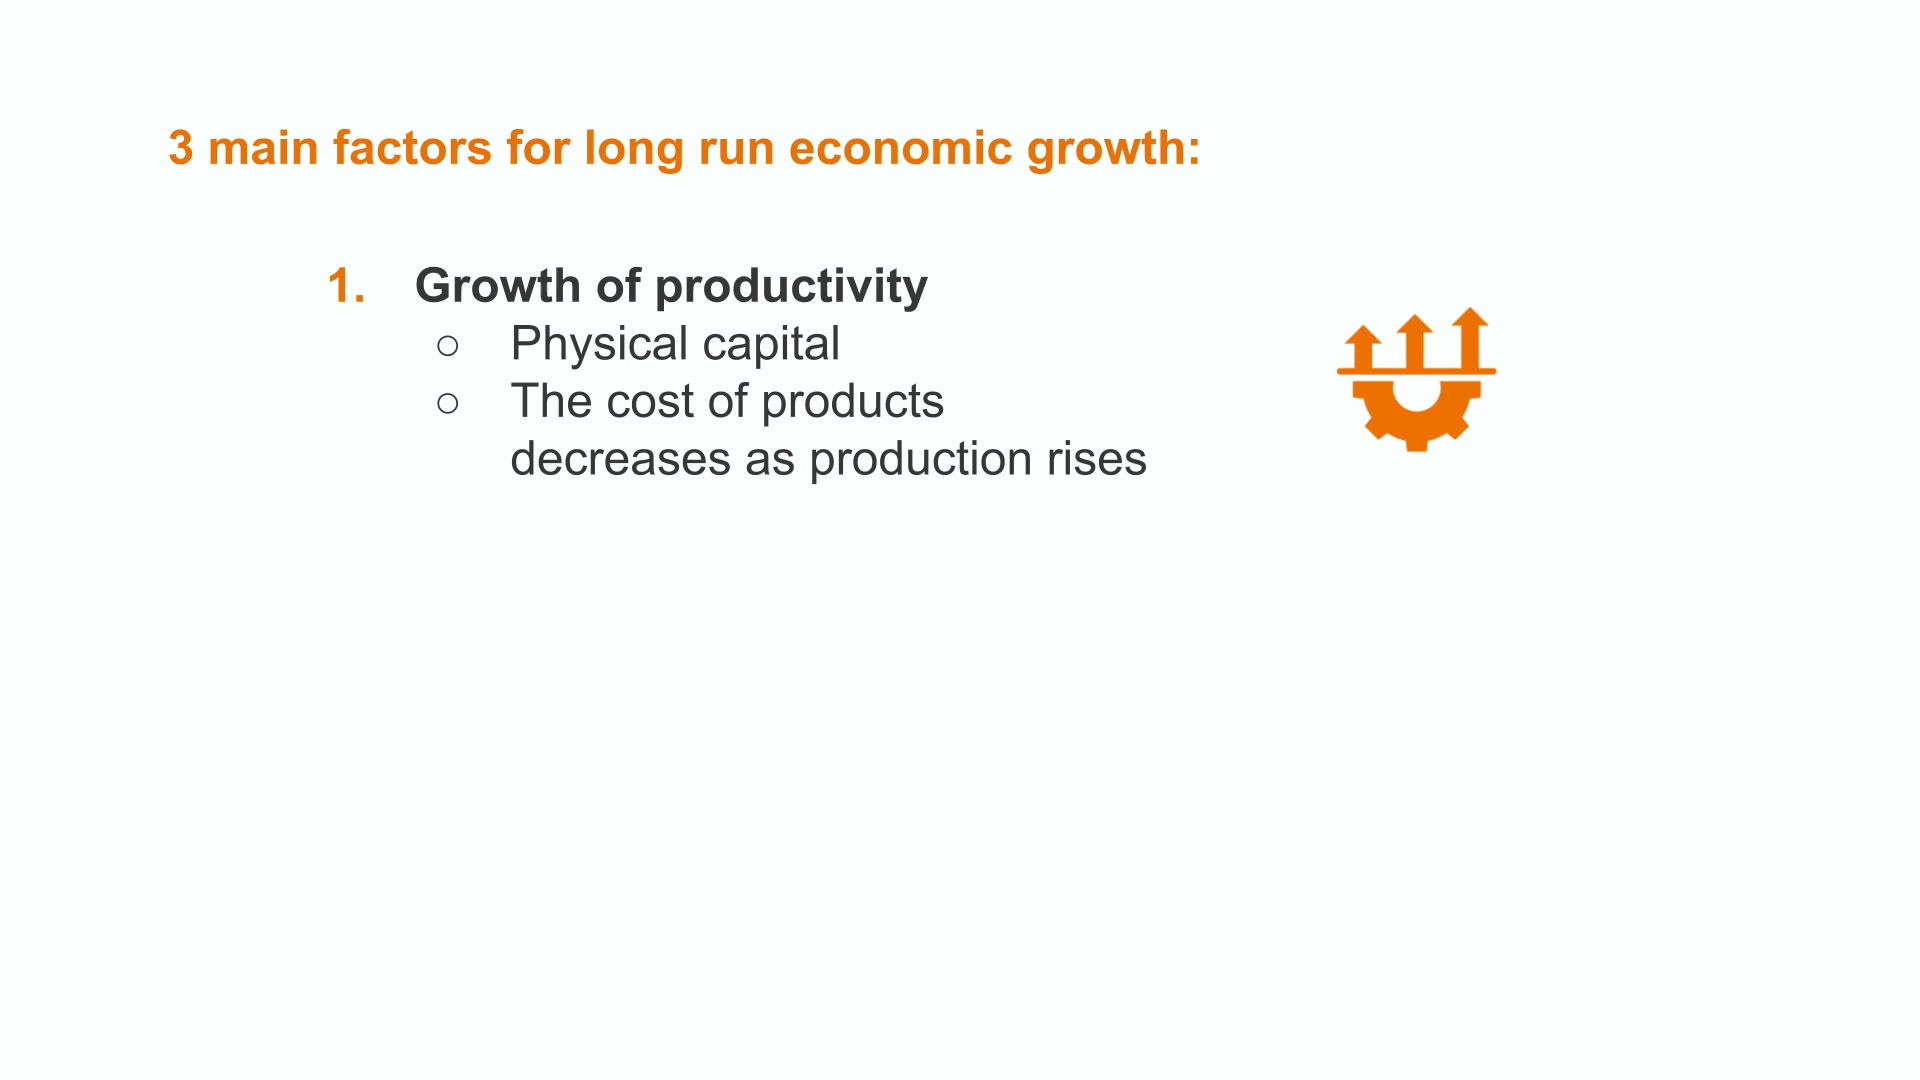 3 main factors for long run economic growth:
1. Growth of productivity
○ Physical capital
○ The cost of products
decreases as production rises